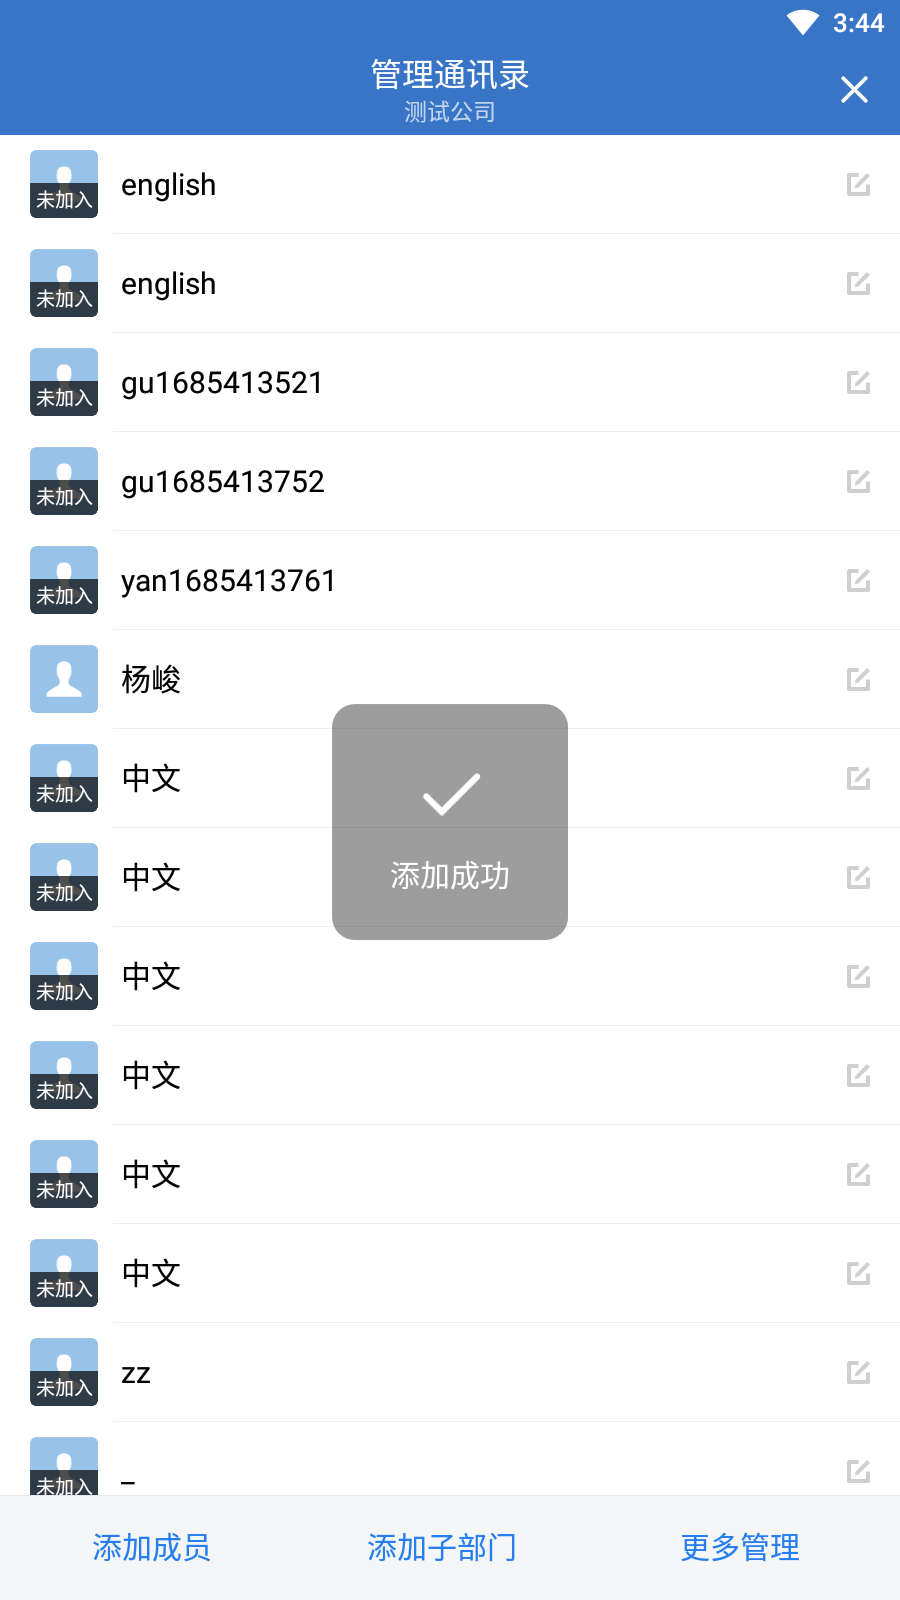 3:44
管理通讯录
测试公司
未加入 english
未加入 english
未加入 gu1685413521
未加入 gu1685413752
未加入 yan1685413761
杨峻
未加入 中文
未加入 中文
添加成功
未加入 中文
未加入 中文
未加入 中文
未加入 中文
未加入 zz
未加入 _
添加成员 添加子部门 更多管理